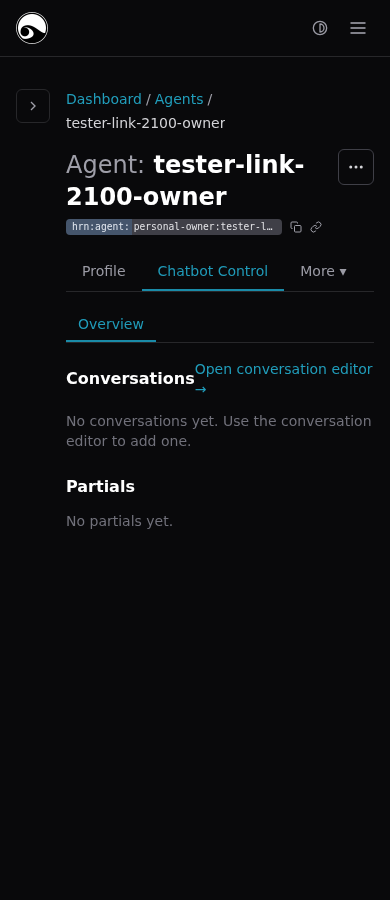 Dashboard / Agents /
tester-link-2100-owner
Agent: tester-link-
2100-owner
hrn:agent: personal-owner:tester-l…
Profile
Chatbot Control
More ▾
Overview
Conversations
Open conversation editor
→
No conversations yet. Use the conversation
editor to add one.
Partials
No partials yet.